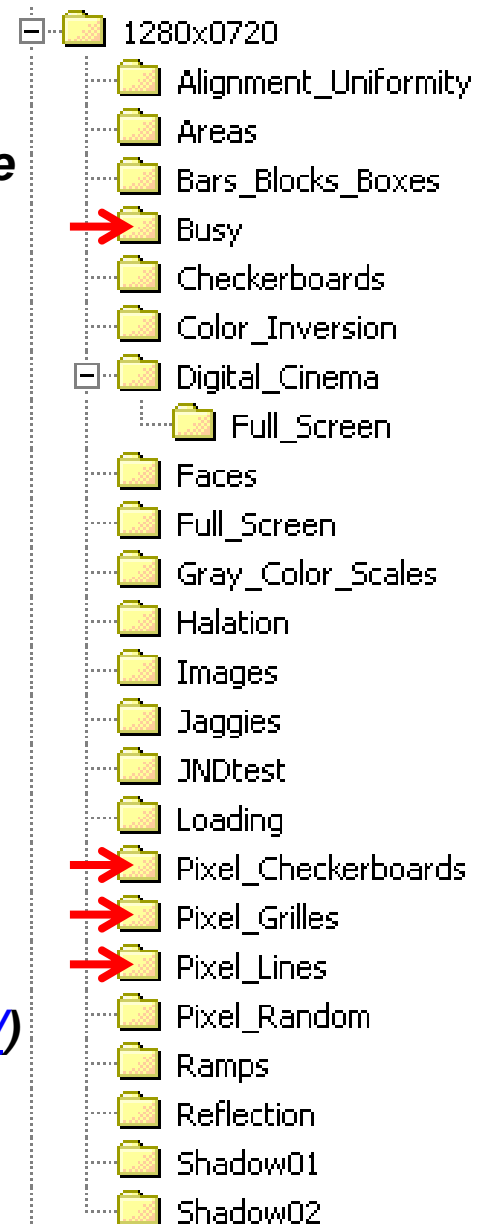 1280x0720
Alignment_Uniformity
Areas
e
Bars_Blocks_Boxes
Busy
Checkerboards
Color_Inversion
Digital_Cinema
Full_Screen
Faces
Full_Screen
Gray_Color_Scales
Halation
Images
Jaggies
JNDtest
Loading
Pixel_Checkerboards
Pixel_Grilles
Pixel_Lines
/)
Pixel_Random
Ramps
Reflection
Shadow01
Shadow02